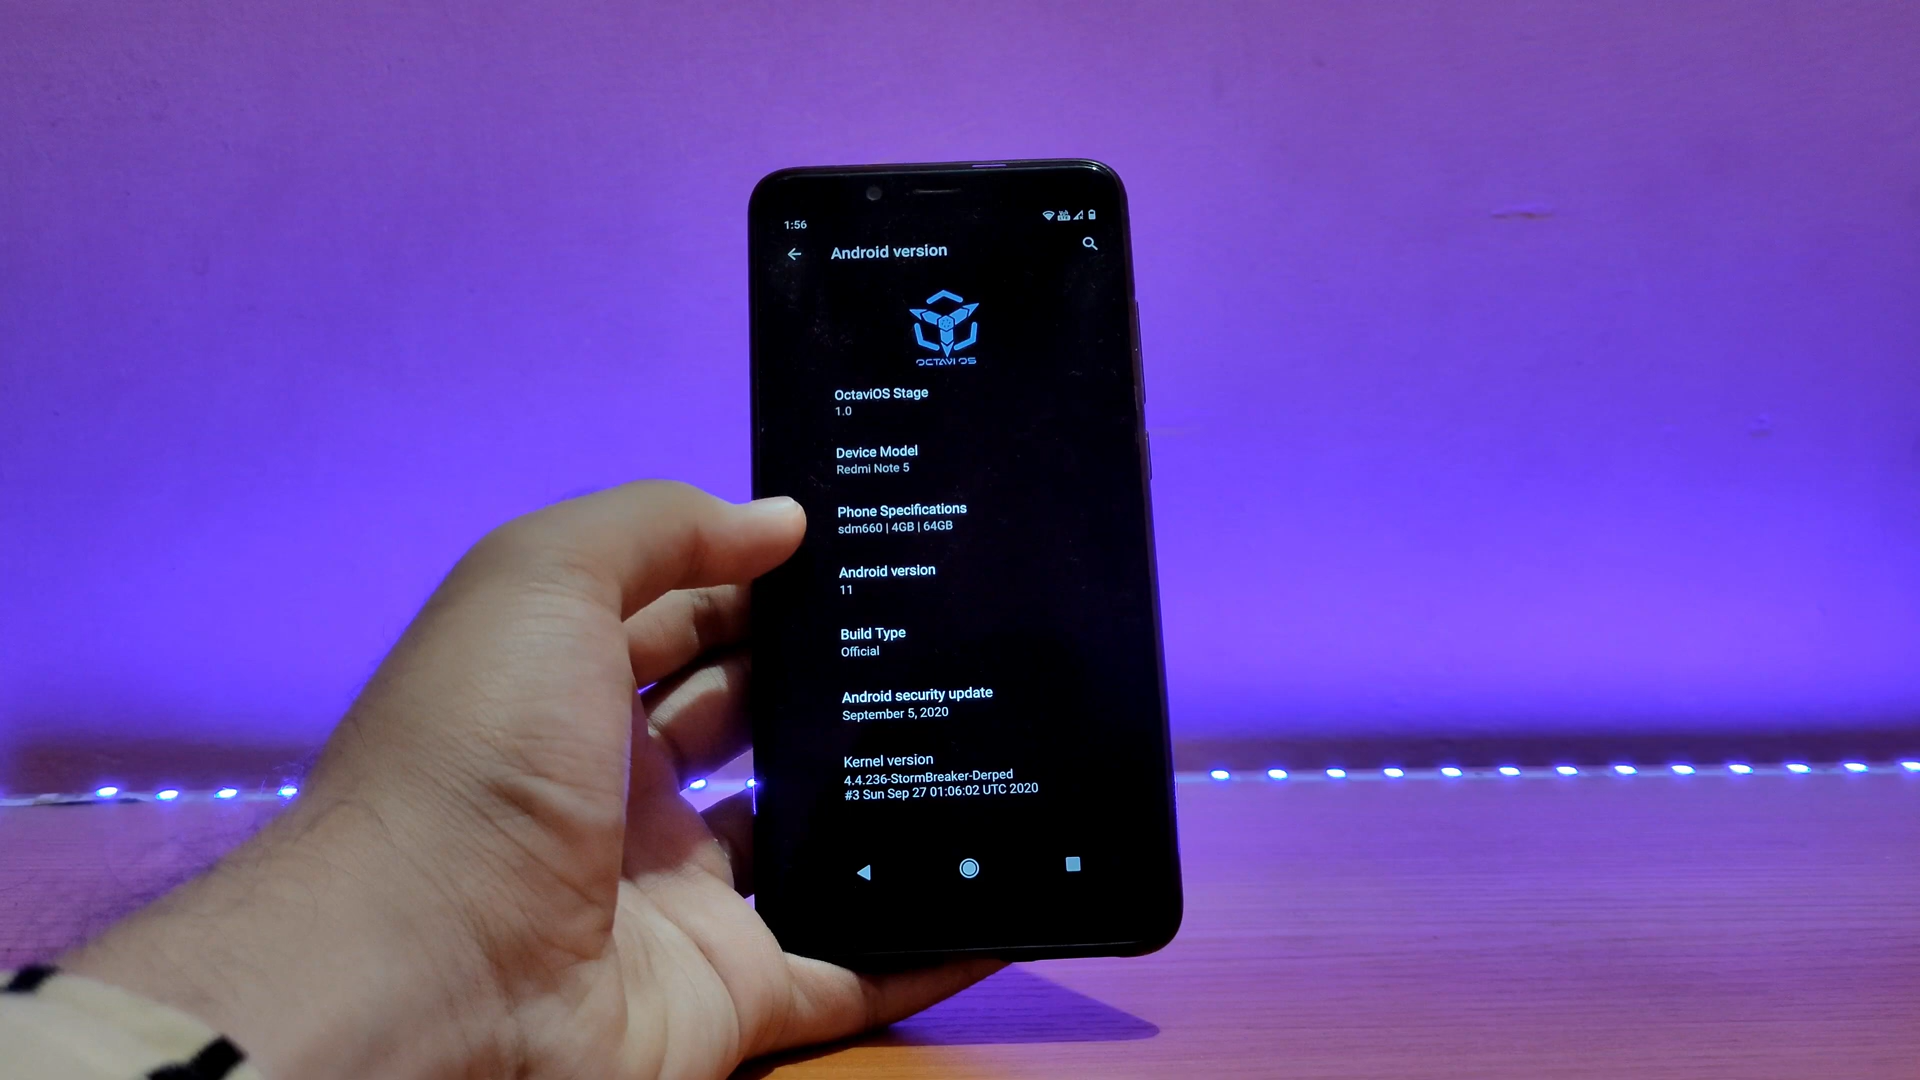 1:56
Android version
OCTAVI OS
OctaviOS Stage
1.0
Device Model
Redmi Note 5
Phone Specifications
sdm660 | 4GB | 64GB
Android version
11
Build Type
Official
Android security update
September 5, 2020
Kernel version
4.4.236-StormBreaker-Derped
#3 Sun Sep 27 01:06:02 UTC 2020